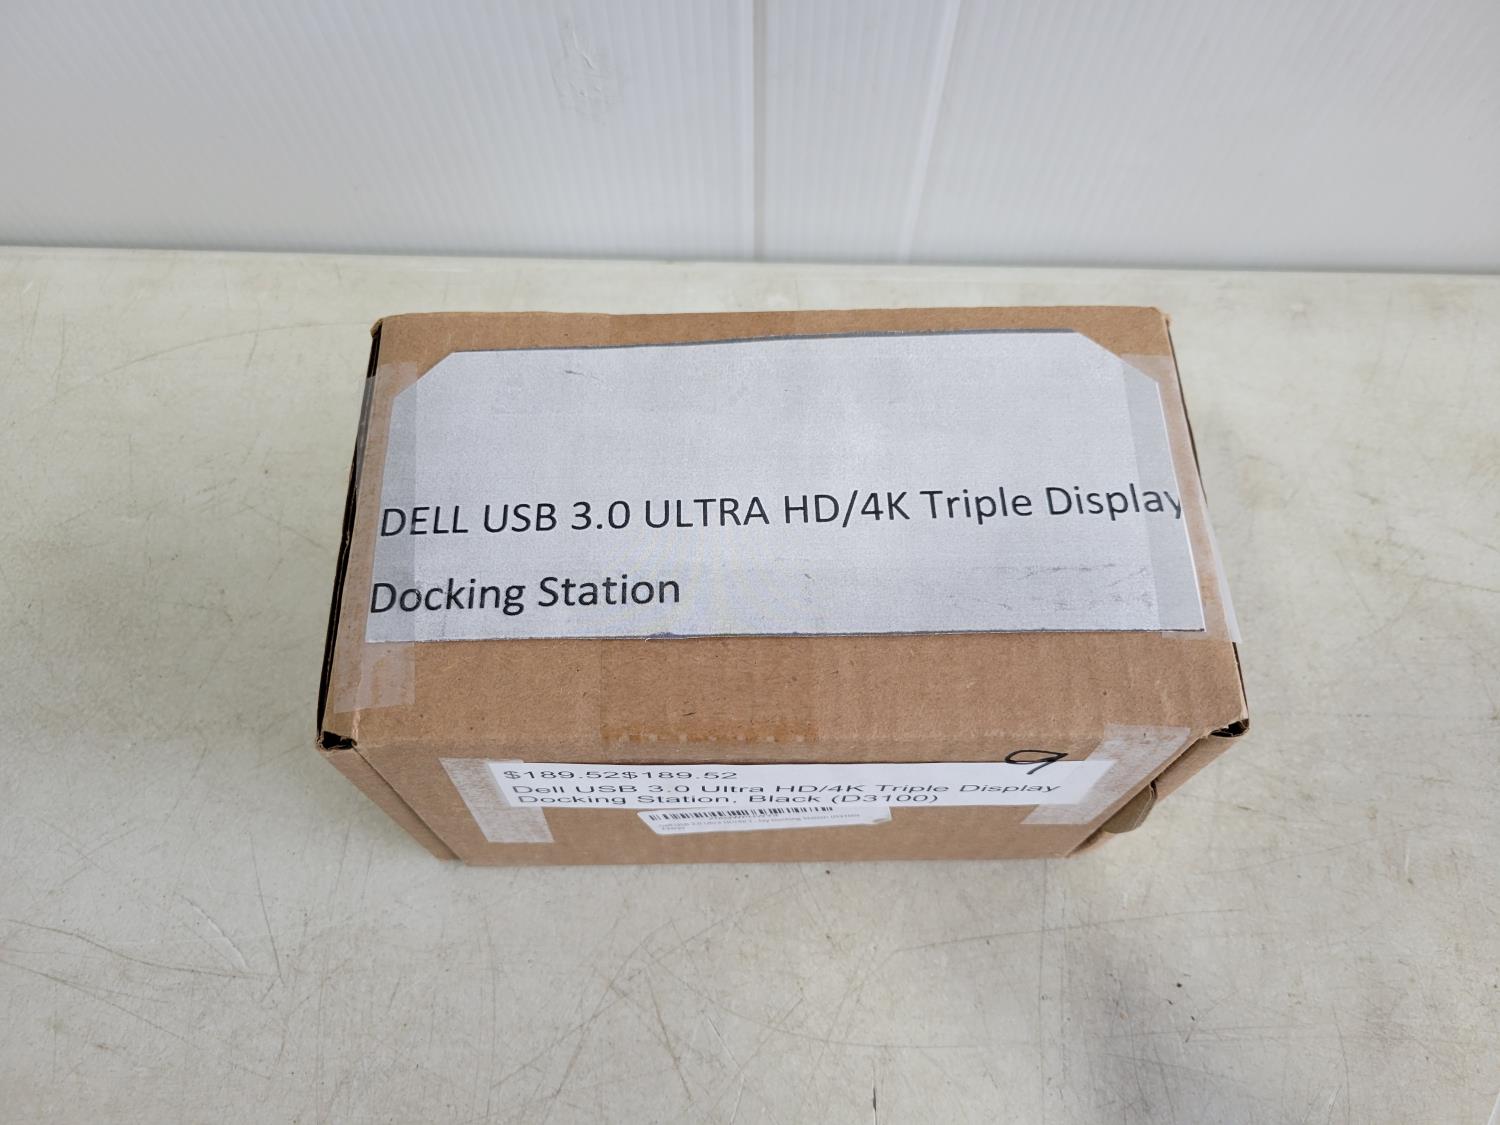 DELL USB 3.0 ULTRA HD/4K Triple Display
Docking Station
9
$189.52$189.52
Dell USB 3.0 Ultra HD/4K Triple Display
Docking Station, Black (D3100)